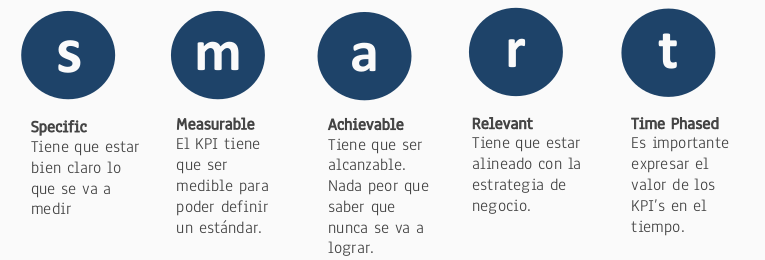 s
m
a
r
t
Specific
Tiene que estar
bien claro lo
que se va a
medir
Measurable
El KPI tiene
que ser
medible para
poder definir
un estándar.
Achievable
Tiene que ser
alcanzable.
Nada peor que
saber que
nunca se va a
lograr.
Relevant
Tiene que estar
alineado con la
estrategia de
negocio.
Time Phased
Es importante
expresar el
valor de los
KPI's en el
tiempo.